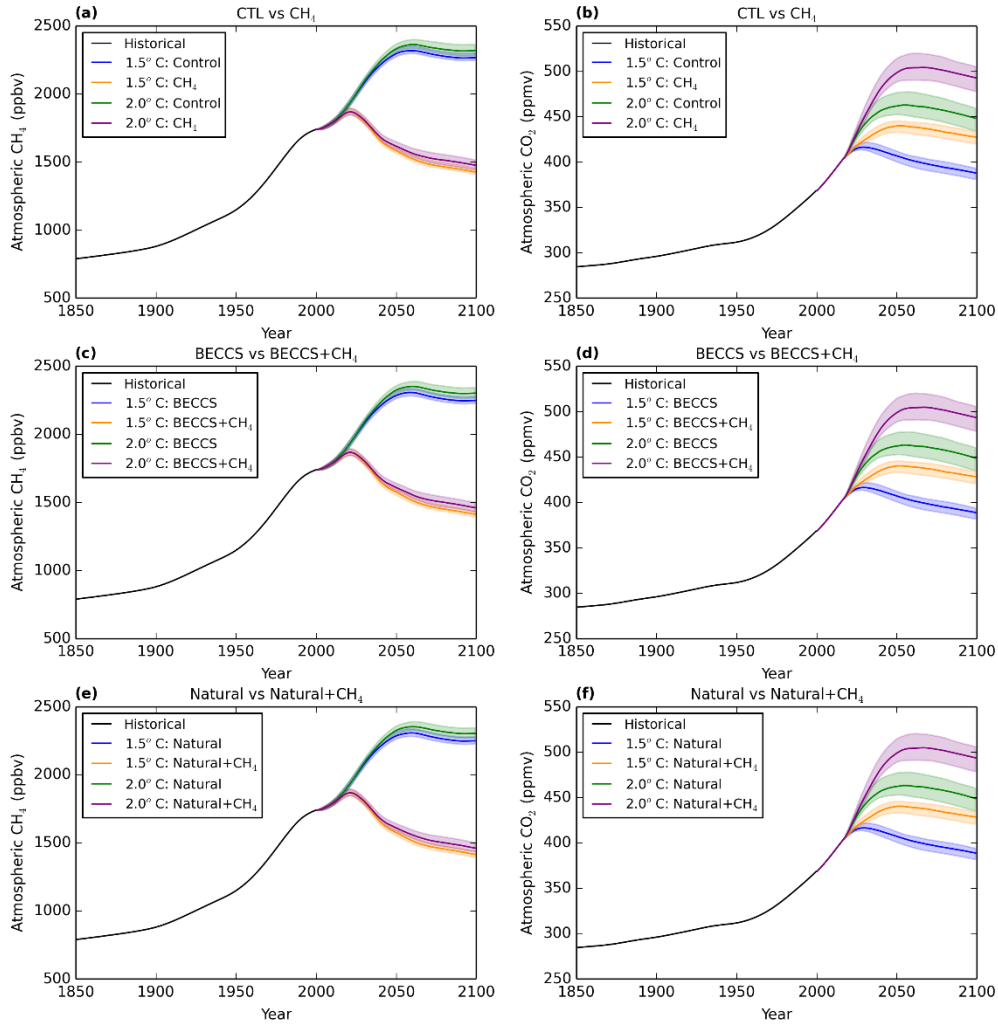 (a)
CTL vs CH₄
Historical
1.5° C: Control
1.5° C: CH₄
2.0° C: Control
2.0° C: CH₄
Atmospheric CH₄ (ppbv)
2500
2000
1500
1000
500
1850 1900 1950 2000 2050 2100
Year
(b)
CTL vs CH₄
Historical
1.5° C: Control
1.5° C: CH₄
2.0° C: Control
2.0° C: CH₄
Atmospheric CO₂ (ppmv)
550
500
450
400
350
300
250
1850 1900 1950 2000 2050 2100
Year
(c)
BECCS vs BECCS+CH₄
Historical
1.5° C: BECCS
1.5° C: BECCS+CH₄
2.0° C: BECCS
2.0° C: BECCS+CH₄
Atmospheric CH₄ (ppbv)
2500
2000
1500
1000
500
1850 1900 1950 2000 2050 2100
Year
(d)
BECCS vs BECCS+CH₄
Historical
1.5° C: BECCS
1.5° C: BECCS+CH₄
2.0° C: BECCS
2.0° C: BECCS+CH₄
Atmospheric CO₂ (ppmv)
550
500
450
400
350
300
250
1850 1900 1950 2000 2050 2100
Year
(e)
Natural vs Natural+CH₄
Historical
1.5° C: Natural
1.5° C: Natural+CH₄
2.0° C: Natural
2.0° C: Natural+CH₄
Atmospheric CH₄ (ppbv)
2500
2000
1500
1000
500
1850 1900 1950 2000 2050 2100
Year
(f)
Natural vs Natural+CH₄
Historical
1.5° C: Natural
1.5° C: Natural+CH₄
2.0° C: Natural
2.0° C: Natural+CH₄
Atmospheric CO₂ (ppmv)
550
500
450
400
350
300
250
1850 1900 1950 2000 2050 2100
Year